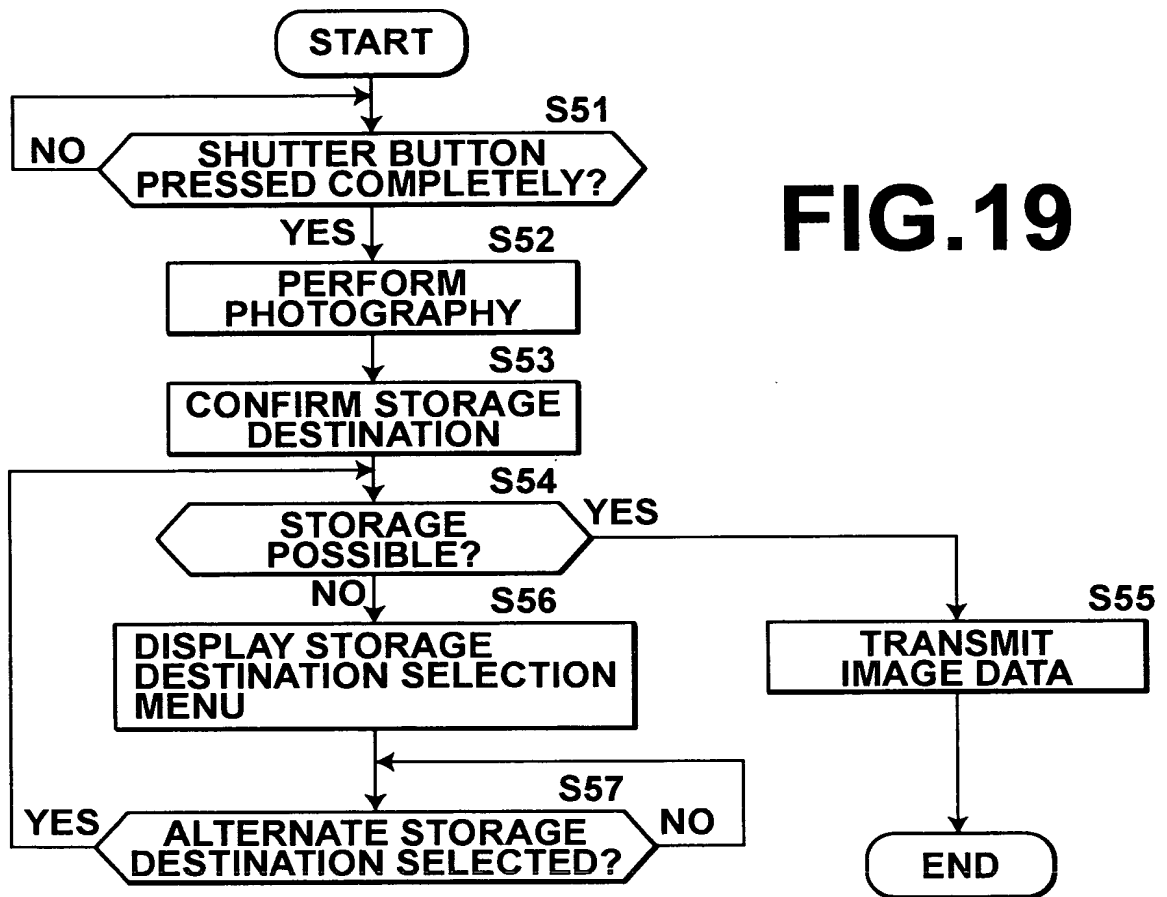 START
S51
NO
SHUTTER BUTTON
PRESSED COMPLETELY?
FIG.19
YES
S52
PERFORM
PHOTOGRAPHY
S53
CONFIRM STORAGE
DESTINATION
S54
STORAGE
POSSIBLE?
YES
NO
S56
DISPLAY STORAGE
DESTINATION SELECTION
MENU
S55
TRANSMIT
IMAGE DATA
S57
YES
ALTERNATE STORAGE
DESTINATION SELECTED?
NO
END